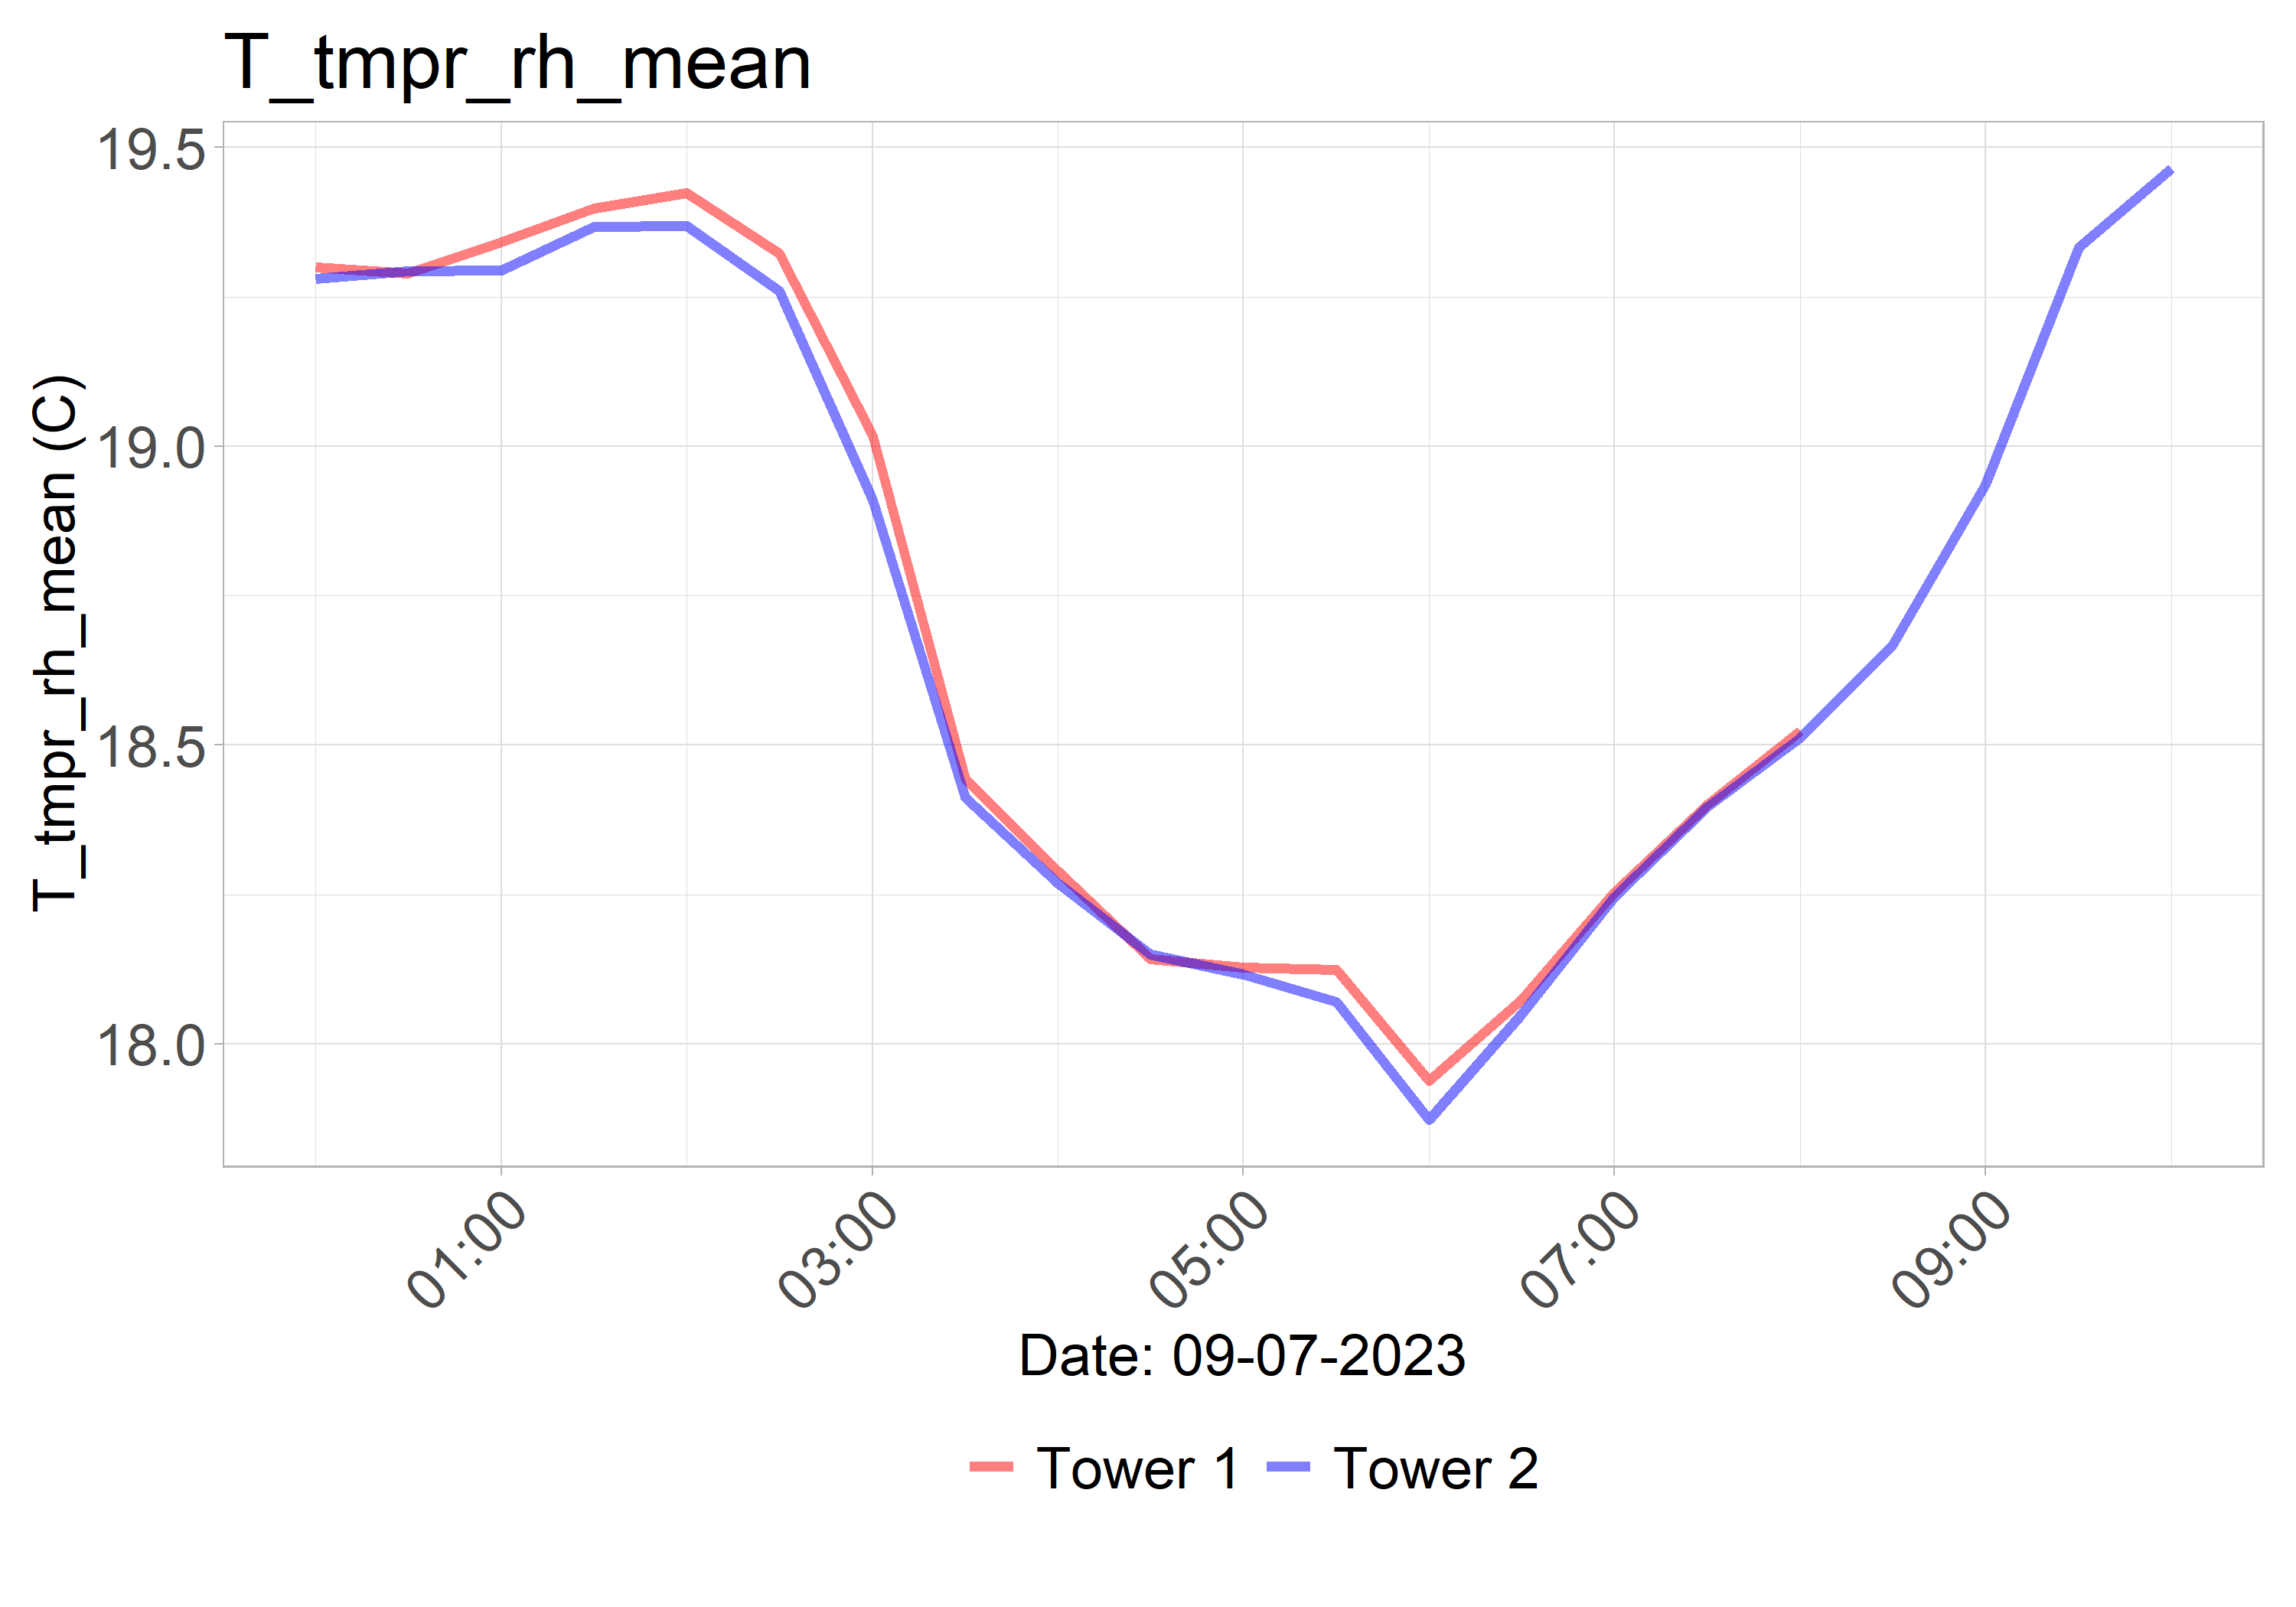 T_tmpr_rh_mean
T_tmpr_rh_mean (C)
19.5
19.0
18.5
18.0
01:00
03:00
05:00
07:00
09:00
Date: 09-07-2023
Tower 1
Tower 2